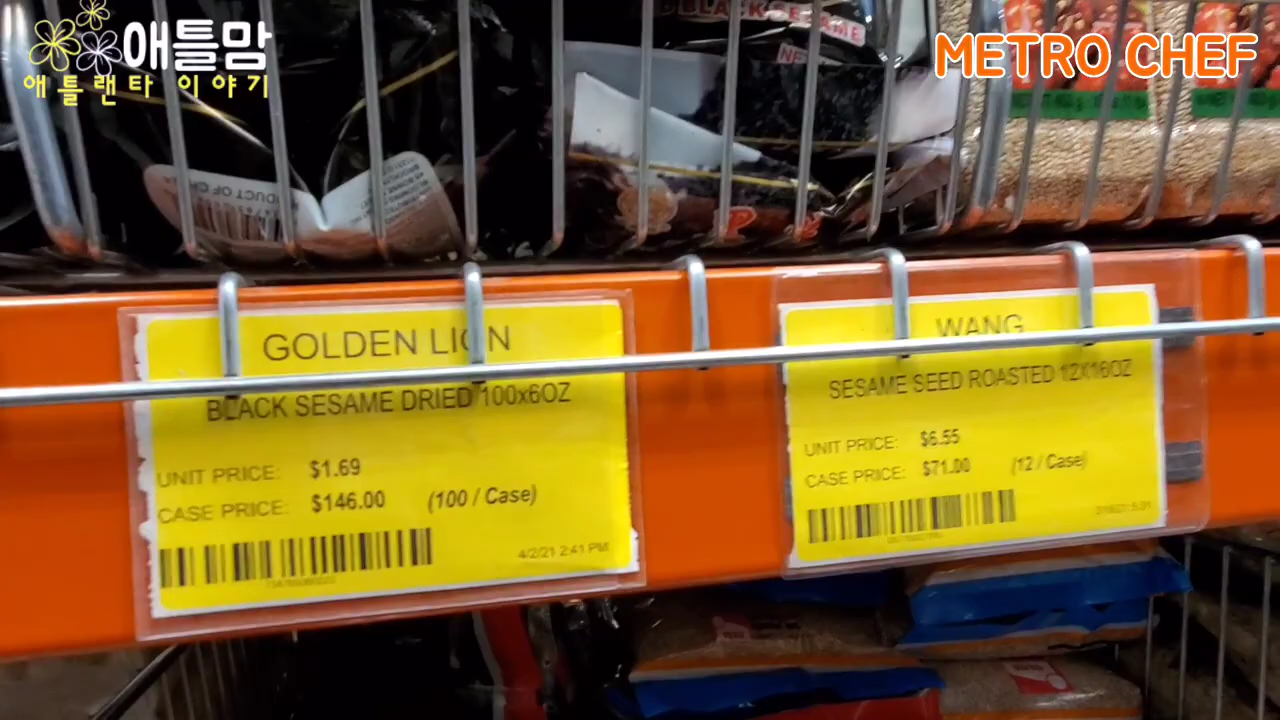 애틀맘
애틀랜타 이야기
METRO CHEF
BLACK SESAME
GOLDEN LION
BLACK SESAME DRIED 100x6OZ
UNIT PRICE: $1.69
CASE PRICE: $146.00 (100 / Case)
4/2/21 2:41 PM
WANG
SESAME SEED ROASTED 12X16OZ
UNIT PRICE: $6.55
CASE PRICE: $71.00 (12 / Case)